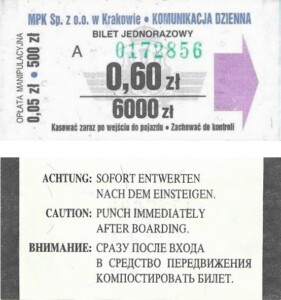 MPK Sp. z o.o. w Krakowie • KOMUNIKACJA DZIENNA
BILET JEDNORAZOWY
A 0172856
0,60 zł
6000 zł
Kasować zaraz po wejściu do pojazdu • Zachować do kontroli
OPŁATA MANIPULACYJNA
0,05 zł • 500 zł
ACHTUNG: SOFORT ENTWERTEN
NACH DEM EINSTEIGEN.
CAUTION: PUNCH IMMEDIATELY
AFTER BOARDING.
ВНИМАНИЕ: СРАЗУ ПОСЛЕ ВХОДА
В СРЕДСТВО ПЕРЕДВИЖЕНИЯ
КОМПОСТИРОВАТЬ БИЛЕТ.